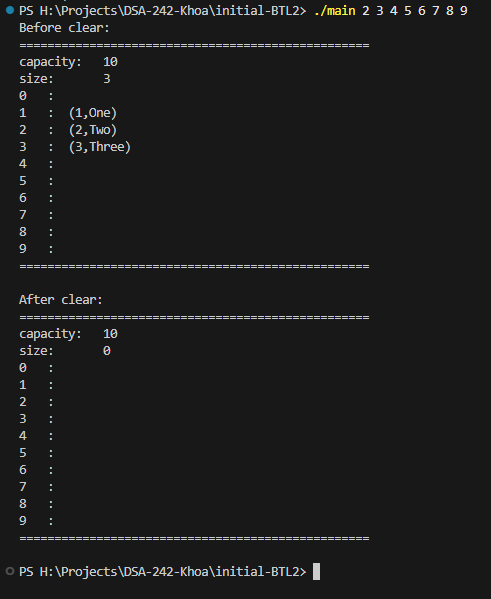 PS H:\Projects\DSA-242-Khoa\initial-BTL2> ./main 2 3 4 5 6 7 8 9
Before clear:
==================================================
capacity:   10
size:       3
0   :
1   :  (1,One)
2   :  (2,Two)
3   :  (3,Three)
4   :
5   :
6   :
7   :
8   :
9   :
==================================================

After clear:
==================================================
capacity:   10
size:       0
0   :
1   :
2   :
3   :
4   :
5   :
6   :
7   :
8   :
9   :
==================================================

PS H:\Projects\DSA-242-Khoa\initial-BTL2>